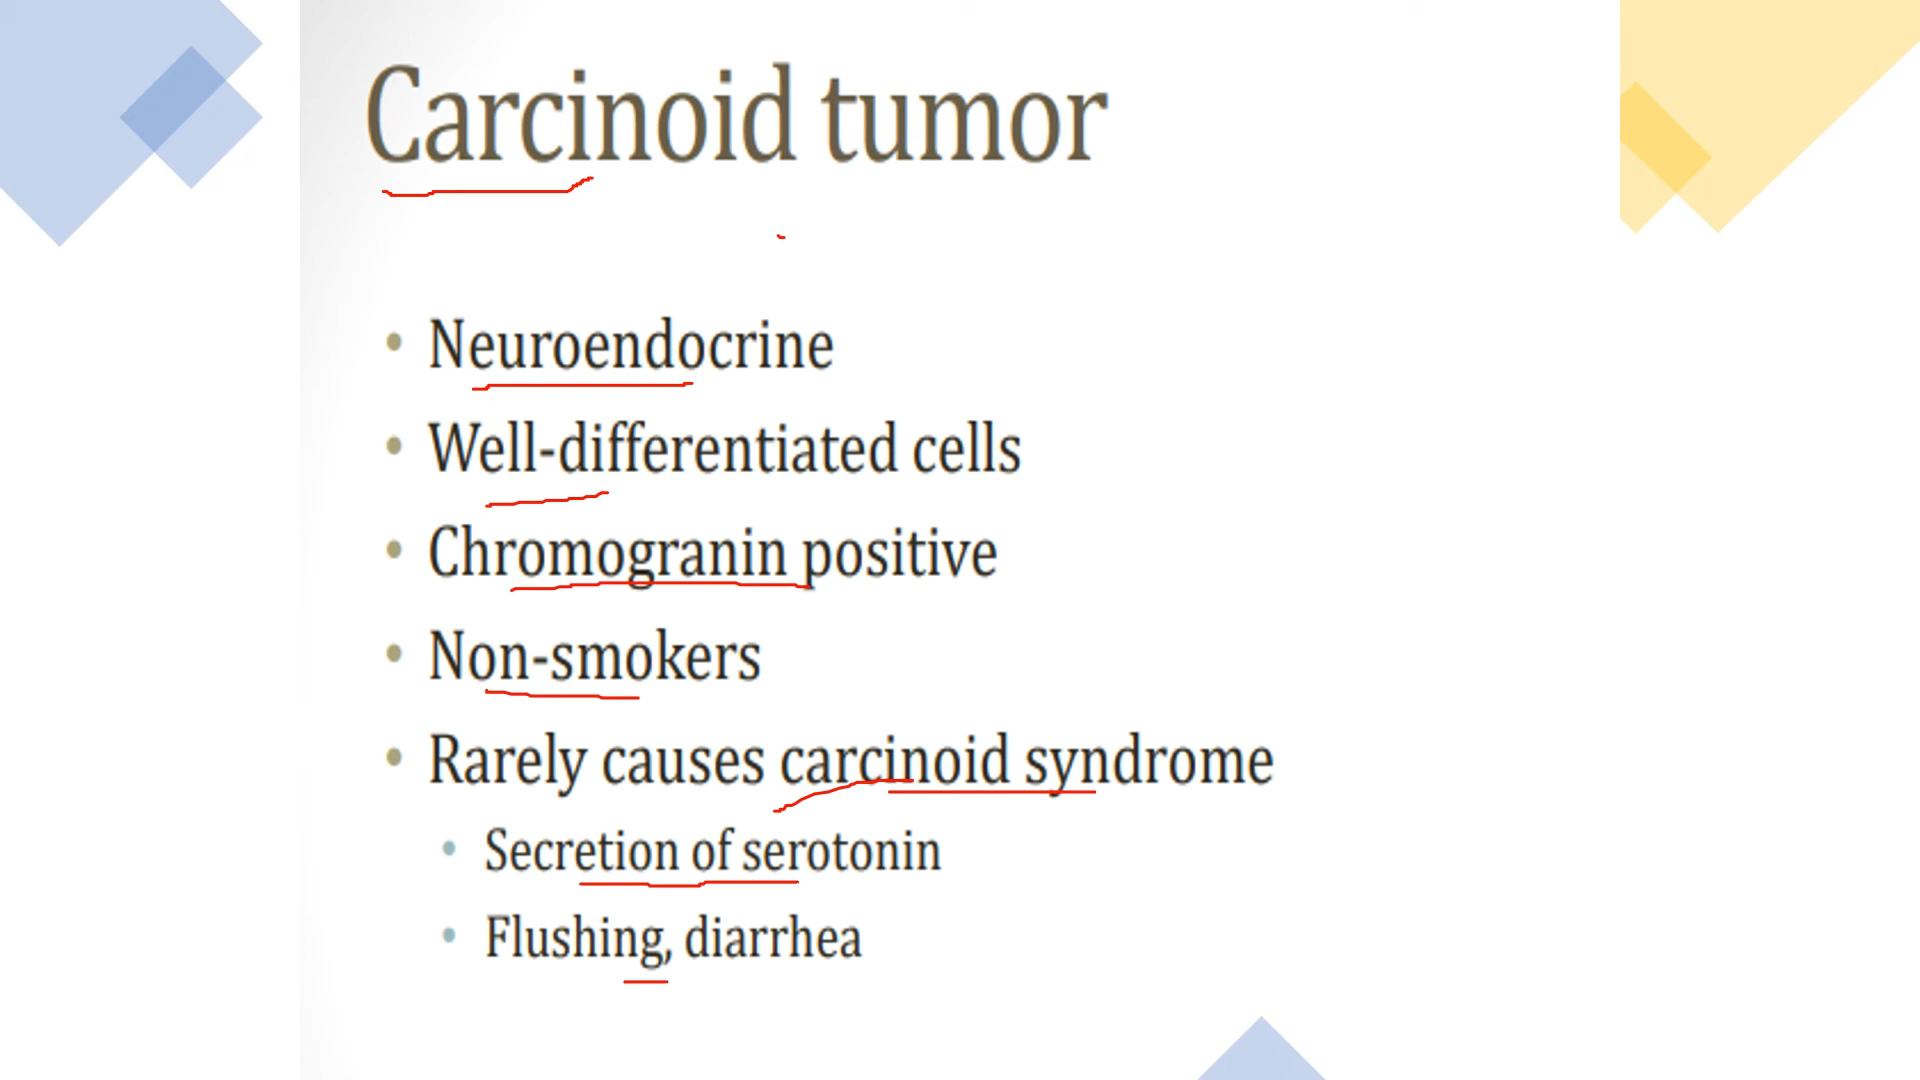 Carcinoid tumor
• Neuroendocrine
• Well-differentiated cells
• Chromogranin positive
• Non-smokers
• Rarely causes carcinoid syndrome
• Secretion of serotonin
• Flushing, diarrhea